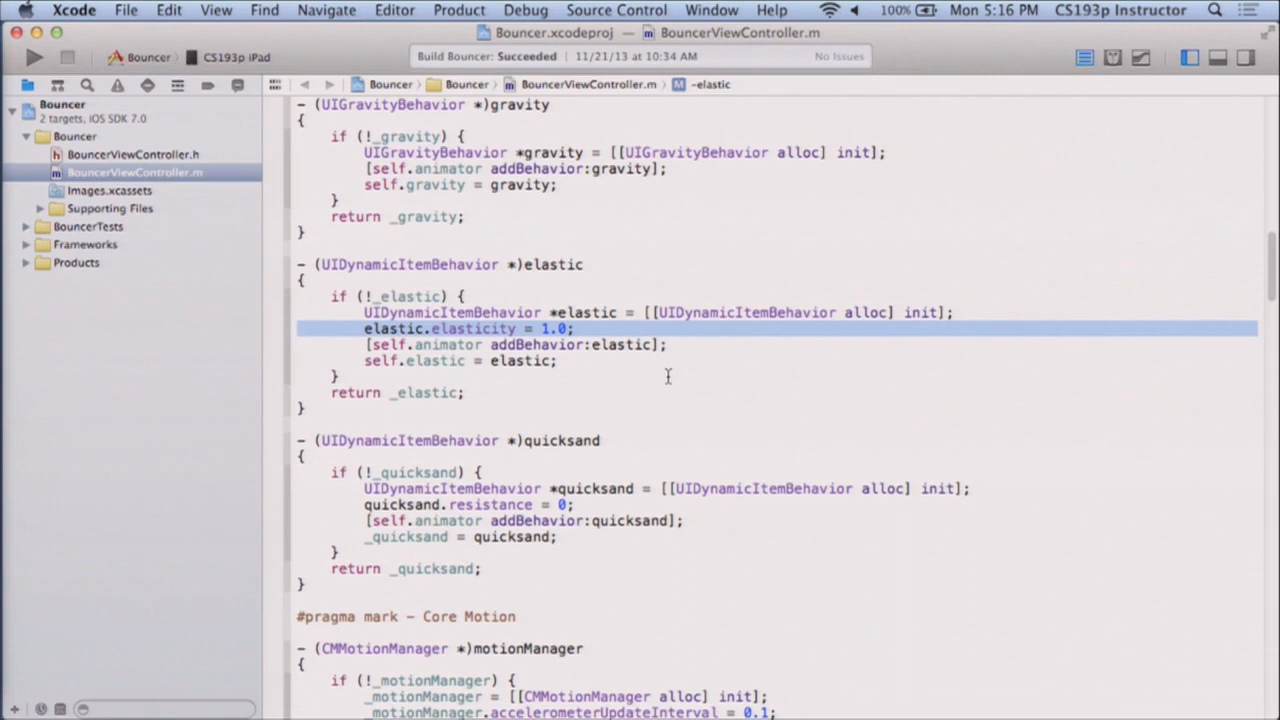 Xcode File Edit View Find Navigate Editor Product Debug Source Control Window Help 100% Mon 5:16 PM CS193p Instructor
Bouncer.xcodeproj — BouncerViewController.m
Bouncer CS193p iPad
Build Bouncer: Succeeded 11/21/13 at 10:34 AM No Issues
Bouncer Bouncer BouncerViewController.m M -elastic
Bouncer
2 targets, iOS SDK 7.0
Bouncer
h BouncerViewController.h
m BouncerViewController.m
Images.xcassets
Supporting Files
BouncerTests
Frameworks
Products
- (UIGravityBehavior *)gravity
{
if (!_gravity) {
UIGravityBehavior *gravity = [[UIGravityBehavior alloc] init];
[self.animator addBehavior:gravity];
self.gravity = gravity;
}
return _gravity;
}
- (UIDynamicItemBehavior *)elastic
{
if (!_elastic) {
UIDynamicItemBehavior *elastic = [[UIDynamicItemBehavior alloc] init];
elastic.elasticity = 1.0;
[self.animator addBehavior:elastic];
self.elastic = elastic;
}
return _elastic;
}
- (UIDynamicItemBehavior *)quicksand
{
if (!_quicksand) {
UIDynamicItemBehavior *quicksand = [[UIDynamicItemBehavior alloc] init];
quicksand.resistance = 0;
[self.animator addBehavior:quicksand];
_quicksand = quicksand;
}
return _quicksand;
}
#pragma mark - Core Motion
- (CMMotionManager *)motionManager
{
if (!_motionManager) {
_motionManager = [[CMMotionManager alloc] init];
_motionManager.accelerometerUpdateInterval = 0.1;